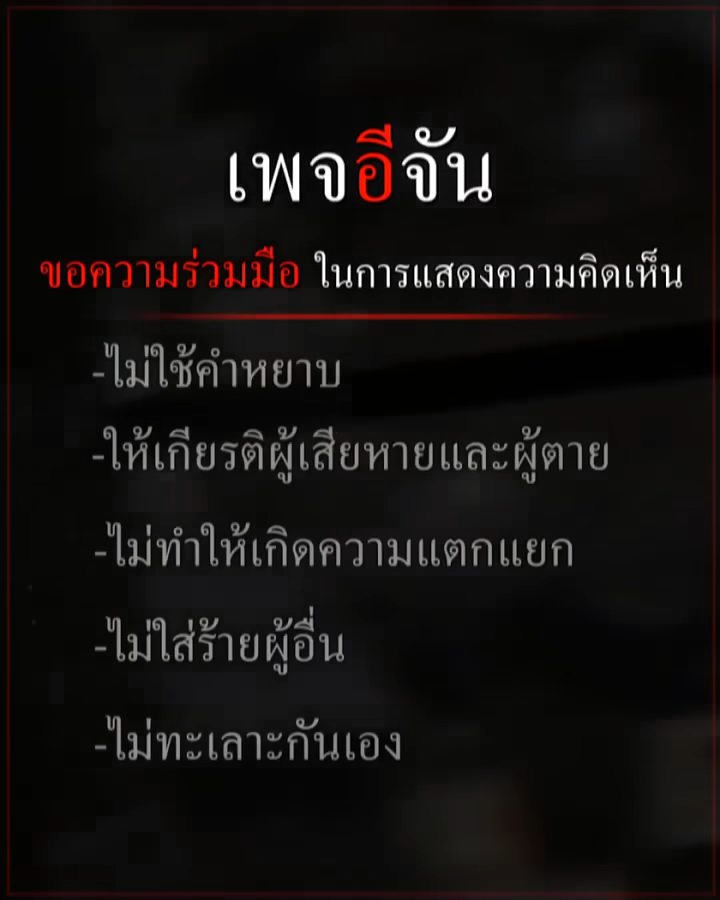 เพจอีจัน
ขอความร่วมมือ ในการแสดงความคิดเห็น
-ไม่ใช้คำหยาบ
-ให้เกียรติผู้เสียหายและผู้ตาย
-ไม่ทำให้เกิดความแตกแยก
-ไม่ใส่ร้ายผู้อื่น
-ไม่ทะเลาะกันเอง